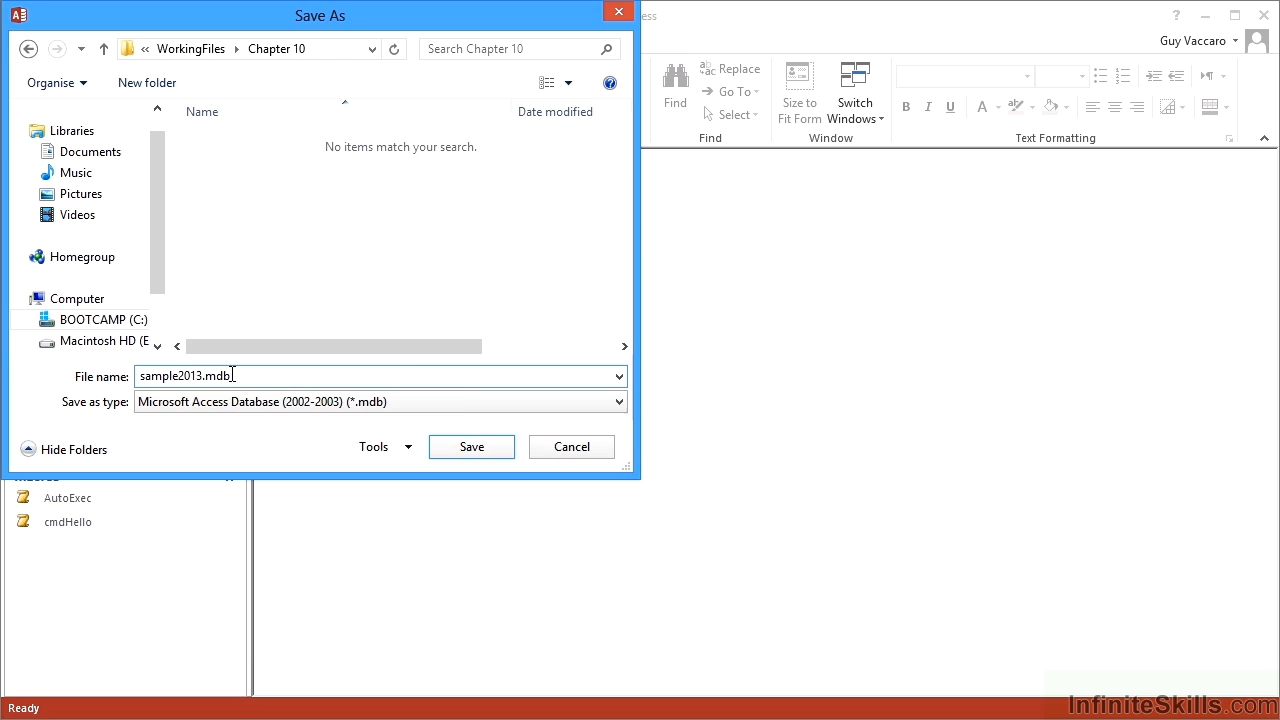 Save As
ess
Guy Vaccaro
WorkingFiles
Chapter 10
Search Chapter 10
Organise
New folder
Name
Date modified
No items match your search.
Libraries
Documents
Music
Pictures
Videos
Homegroup
Computer
BOOTCAMP (C:)
Macintosh HD (E
File name:
sample2013.mdb
Save as type:
Microsoft Access Database (2002-2003) (*.mdb)
Hide Folders
Tools
Save
Cancel
Find
Replace
Go To
Select
Find
Size to
Fit Form
Switch
Windows
Window
B I U A
Text Formatting
AutoExec
cmdHello
Ready
InfiniteSkills.com